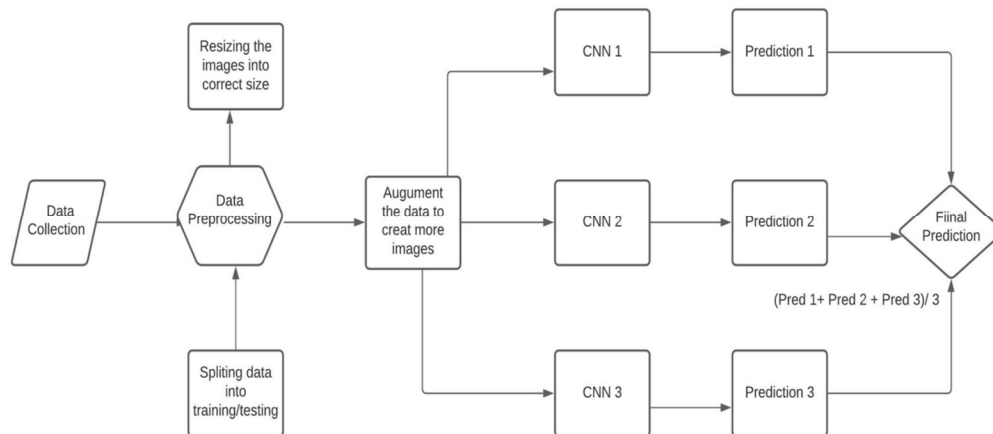 Resizing the
images into
correct size
CNN 1
Prediction 1
Data
Collection
Data
Preprocessing
Augument
the data to
creat more
images
CNN 2
Prediction 2
Fiinal
Prediction
(Pred 1+ Pred 2 + Pred 3)/ 3
Spliting data
into
training/testing
CNN 3
Prediction 3